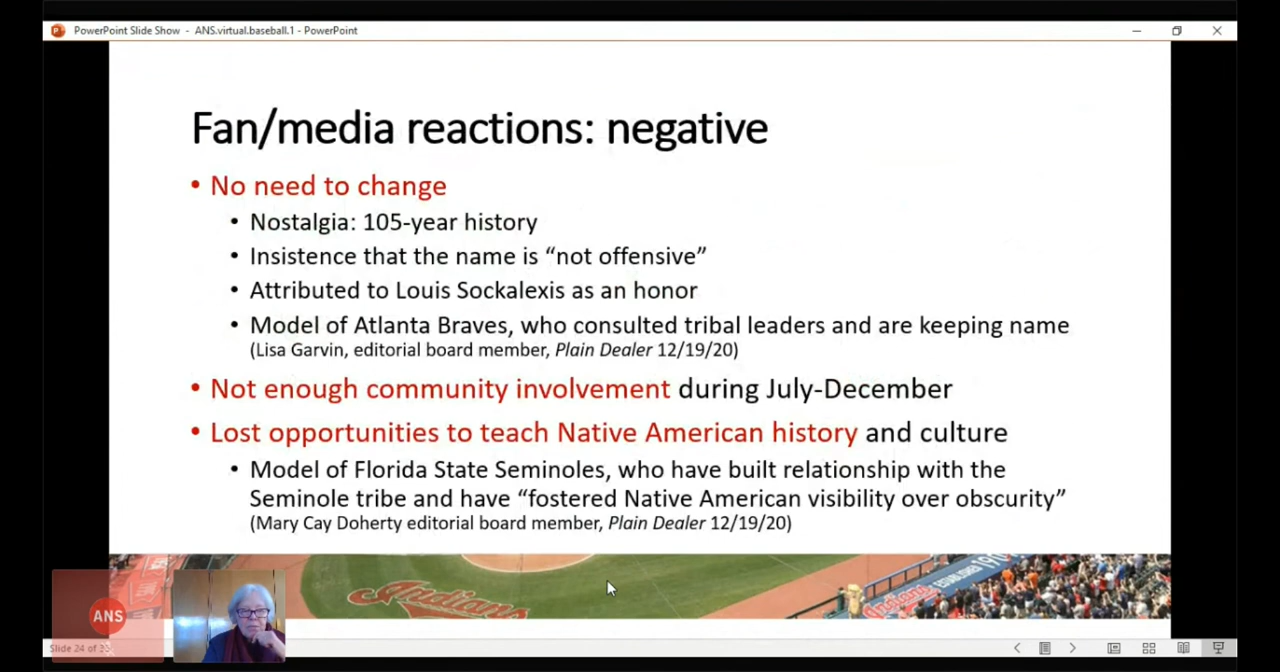 PowerPoint Slide Show - ANS.virtual.baseball.1 - PowerPoint
Fan/media reactions: negative
• No need to change
• Nostalgia: 105-year history
• Insistence that the name is “not offensive”
• Attributed to Louis Sockalexis as an honor
• Model of Atlanta Braves, who consulted tribal leaders and are keeping name
(Lisa Garvin, editorial board member, Plain Dealer 12/19/20)
• Not enough community involvement during July-December
• Lost opportunities to teach Native American history and culture
• Model of Florida State Seminoles, who have built relationship with the
Seminole tribe and have “fostered Native American visibility over obscurity”
(Mary Cay Doherty editorial board member, Plain Dealer 12/19/20)
Indians
Indians
ESTABLISHED
ANS
Slide 24 of